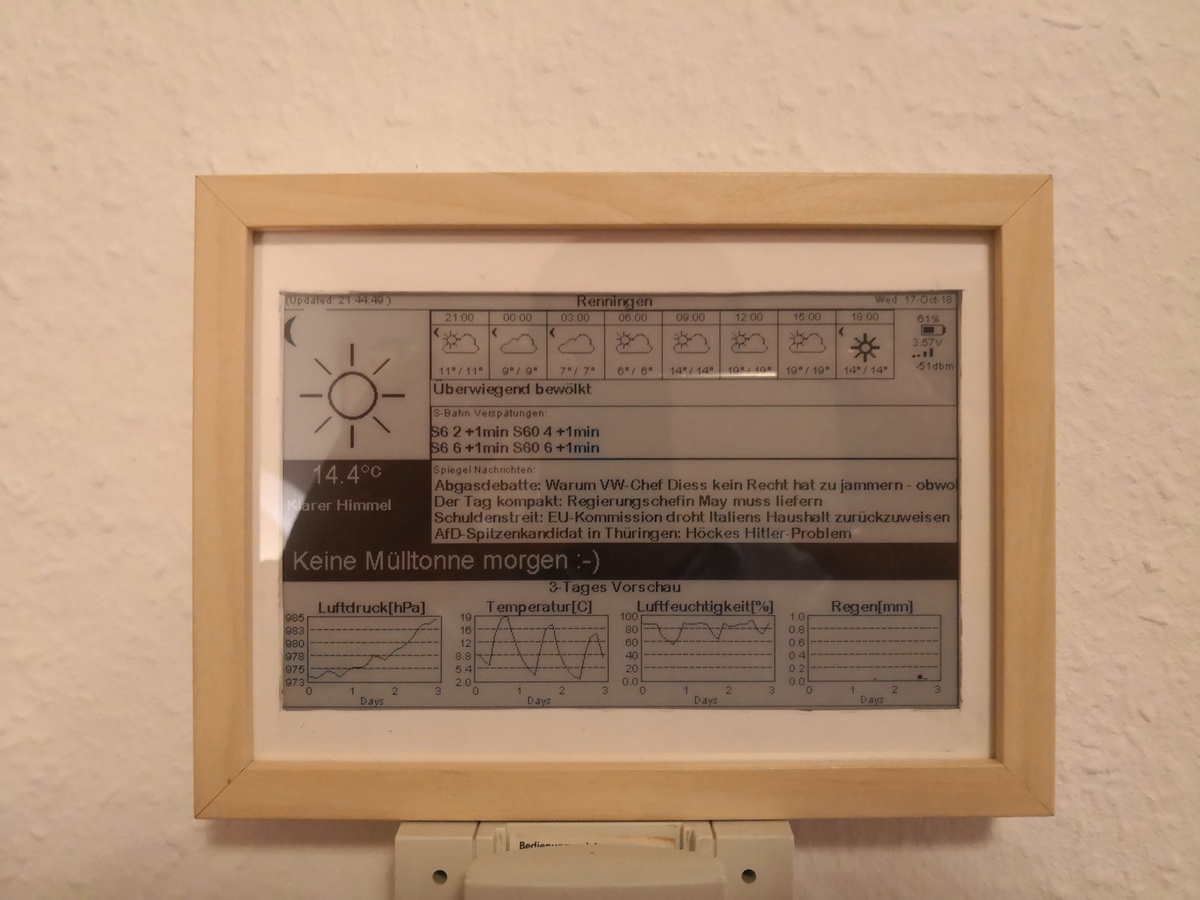 (Updated: 21:44:49 )
Renningen
Wed 17-Oct-18
21:00 00:00 03:00 06:00 09:00 12:00 15:00 18:00
11°/ 11° 9°/ 9° 7°/ 7° 6°/ 6° 14°/ 14° 19°/ 19° 19°/ 19° 14°/ 14°
61%
3.57V
-51dbm
Überwiegend bewölkt
S-Bahn Verspätungen:
S6 2 +1min S60 4 +1min
S6 6 +1min S60 6 +1min
14.4°C
Klarer Himmel
Spiegel Nachrichten:
Abgasdebatte: Warum VW-Chef Diess kein Recht hat zu jammern - obwo
Der Tag kompakt: Regierungschefin May muss liefern
Schuldenstreit: EU-Kommission droht Italiens Haushalt zurückzuweisen
AfD-Spitzenkandidat in Thüringen: Höckes Hitler-Problem
Keine Mülltonne morgen :-)
3-Tages Vorschau
Luftdruck[hPa]
985
983
980
978
975
973
0 1 2 3
Days
Temperatur[C]
19
16
12
8.8
5.4
2.0
0 1 2 3
Days
Luftfeuchtigkeit[%]
100
80
60
40
20
0.0
0 1 2 3
Days
Regen[mm]
1.0
0.8
0.6
0.4
0.2
0.0
0 1 2 3
Days